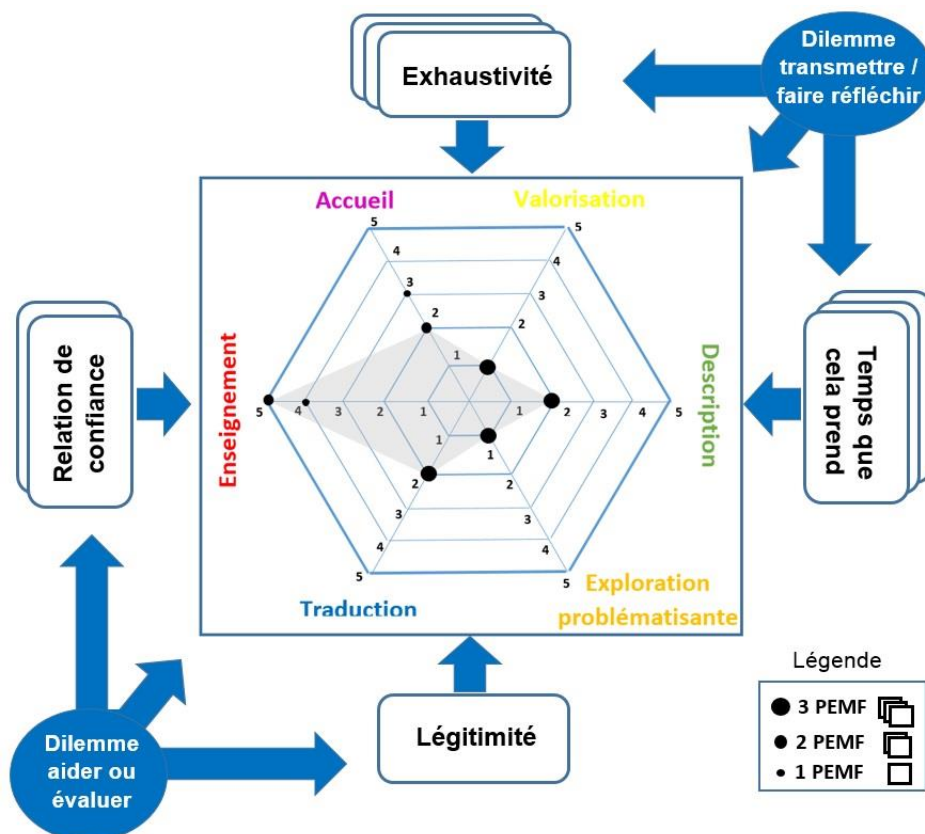 Exhaustivité
Dilemme
transmettre /
faire réfléchir
Accueil
Valorisation
5
5
4
4
3
3
2
2
1
Relation de
confiance
Enseignement
5
4
3
2
1
1
2
3
4
5
Description
Temps que
cela prend
1
1
2
2
3
3
4
4
5
5
Traduction
Exploration
problématisante
Légitimité
Dilemme
aider ou
évaluer
Légende
3 PEMF
2 PEMF
1 PEMF